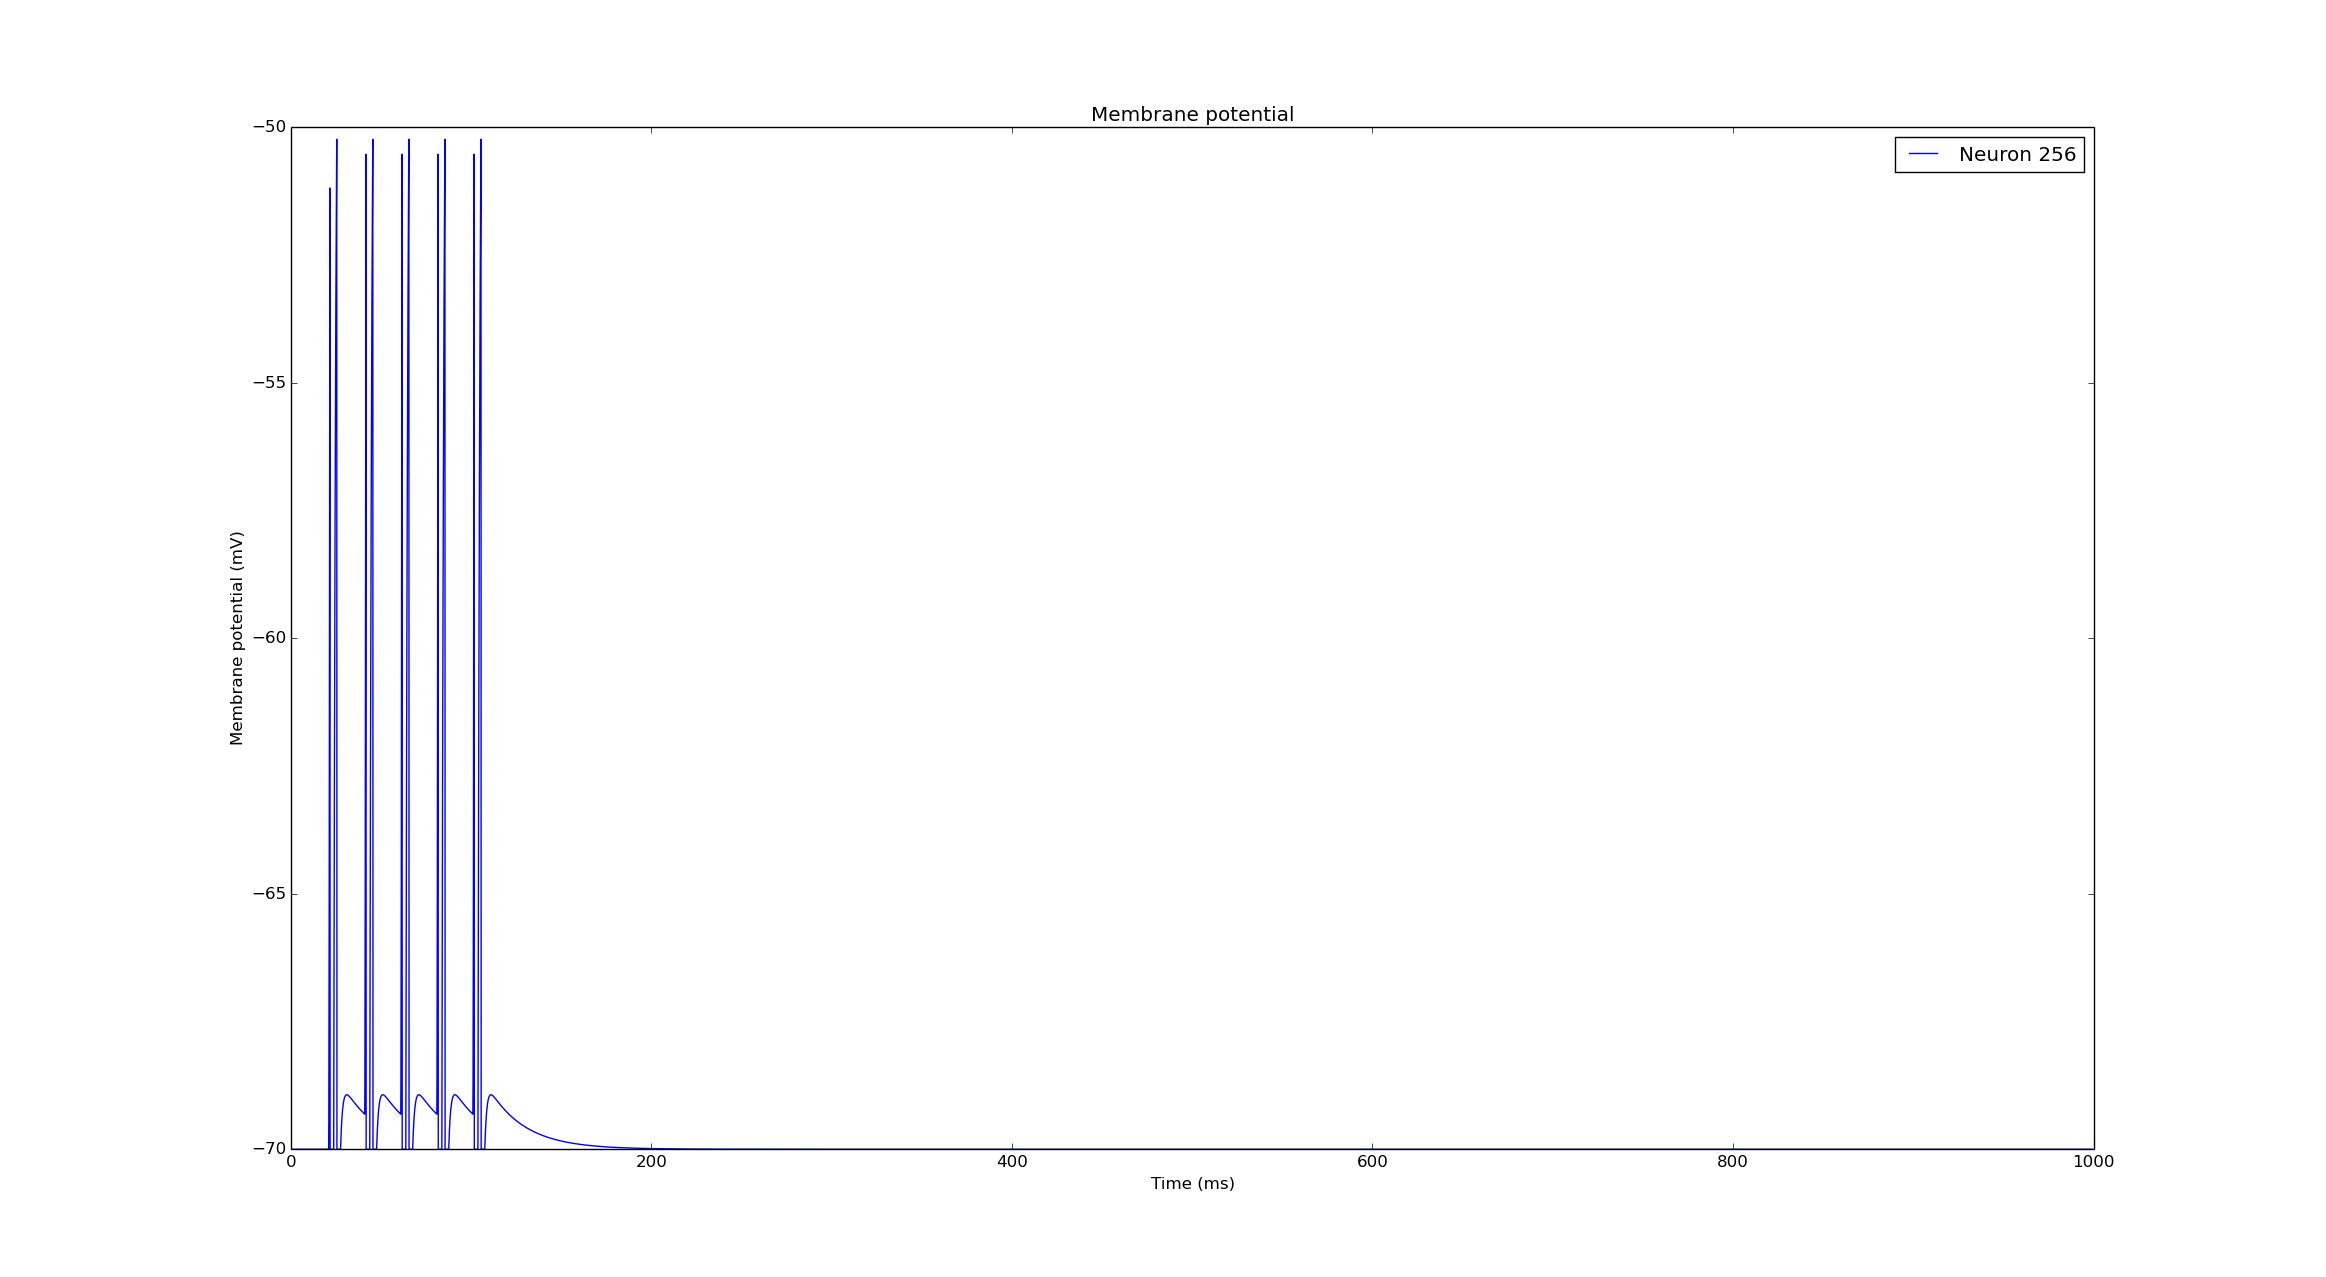 Membrane potential
−50
Neuron 256
−55
−60
Membrane potential (mV)
−65
−70
0 200 400 600 800 1000
Time (ms)